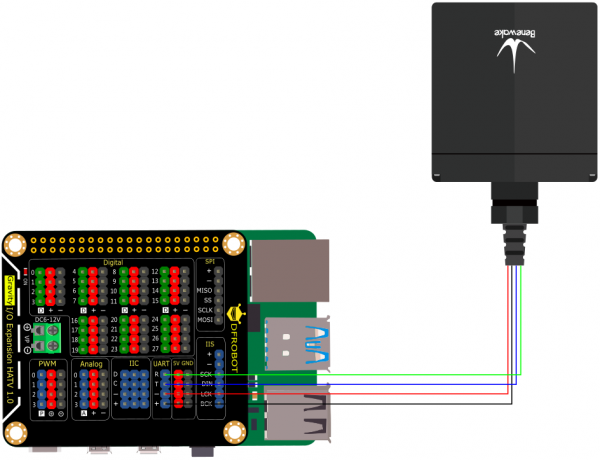 Benewake
Digital
SPI
0 4 8 12 +
1 5 9 13 −
2 6 10 14 MISO
3 7 11 15 SS
SCLK
MOSI
D + − D + − D + − D + −
DC6-12V
16 20 24
17 21 25
18 22 26
19 23 27
+ VP −
Gravity
I/O Expansion HAT V 1.0
DFROBOT
IIS
+
−
SCK
DIN
LCK
BCK
PWM Analog IIC UART 5V GND
0 0 D R
1 1 C T
2 2 − −
3 3 + +
P + − A + −